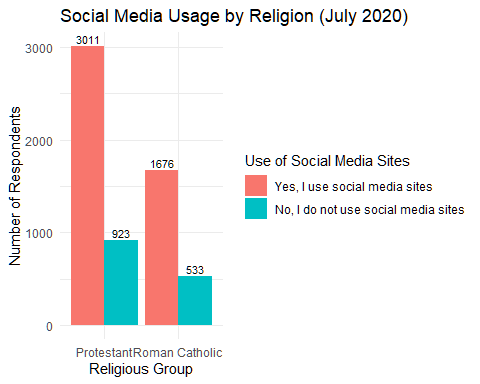 Social Media Usage by Religion (July 2020)
3011
3000
2000
1676
Use of Social Media Sites
Yes, I use social media sites
No, I do not use social media sites
1000
923
533
0
Number of Respondents
Protestant Roman Catholic
Religious Group